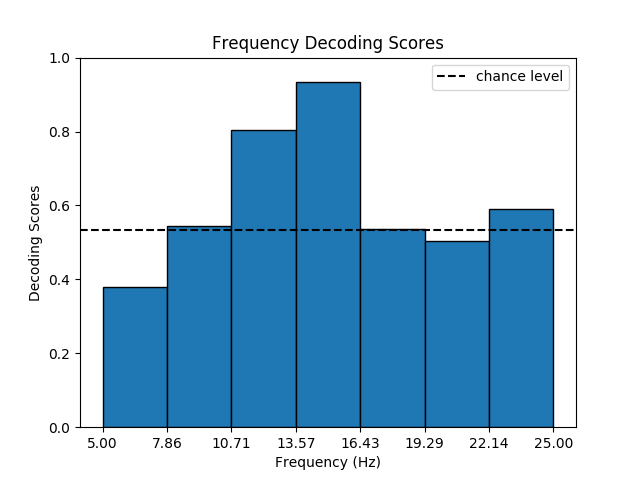 Frequency Decoding Scores
chance level
1.0
0.8
0.6
0.4
0.2
0.0
Decoding Scores
5.00 7.86 10.71 13.57 16.43 19.29 22.14 25.00
Frequency (Hz)